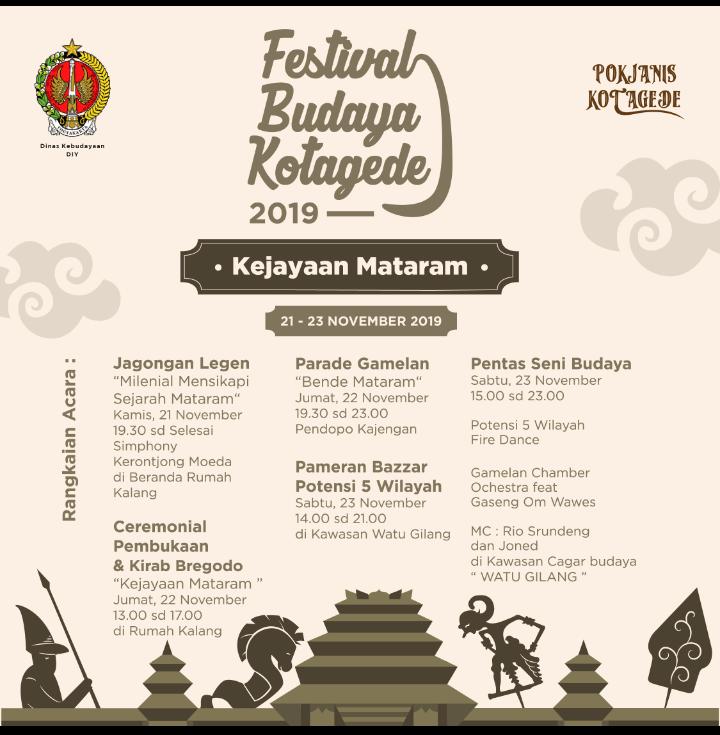 Festival
Budaya
Kotagede
2019
Dinas Kebudayaan
DIY
POKJANIS
KOTAGEDE
• Kejayaan Mataram •
21 - 23 NOVEMBER 2019
Rangkaian Acara :
Jagongan Legen
“Milenial Mensikapi
Sejarah Mataram“
Kamis, 21 November
19.30 sd Selesai
Simphony
Kerontjong Moeda
di Beranda Rumah
Kalang
Ceremonial
Pembukaan
& Kirab Bregodo
“Kejayaan Mataram ”
Jumat, 22 November
13.00 sd 17.00
di Rumah Kalang
Parade Gamelan
“Bende Mataram“
Jumat, 22 November
19.30 sd 23.00
Pendopo Kajengan
Pameran Bazzar
Potensi 5 Wilayah
Sabtu, 23 November
14.00 sd 21.00
di Kawasan Watu Gilang
Pentas Seni Budaya
Sabtu, 23 November
15.00 sd 23.00
Potensi 5 Wilayah
Fire Dance
Gamelan Chamber
Ochestra feat
Gaseng Om Wawes
MC : Rio Srundeng
dan Joned
di Kawasan Cagar budaya
“ WATU GILANG ”